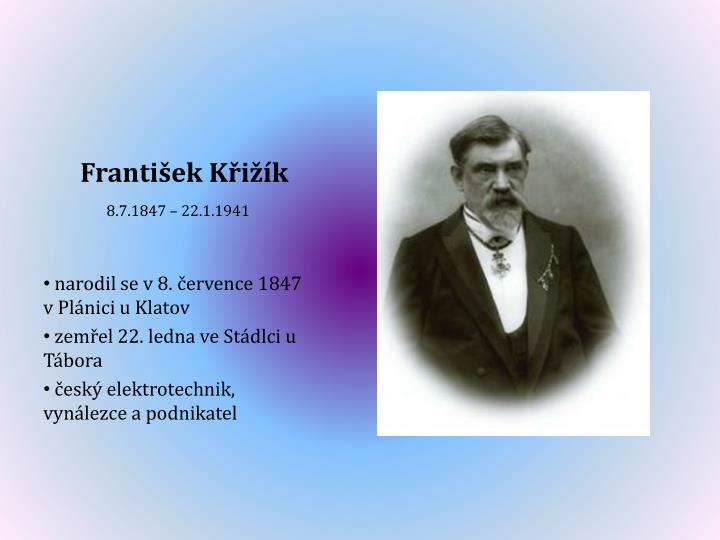 František Křižík
8.7.1847 – 22.1.1941
• narodil se v 8. července 1847
v Plánici u Klatov
• zemřel 22. ledna ve Stádlci u
Tábora
• český elektrotechnik,
vynálezce a podnikatel